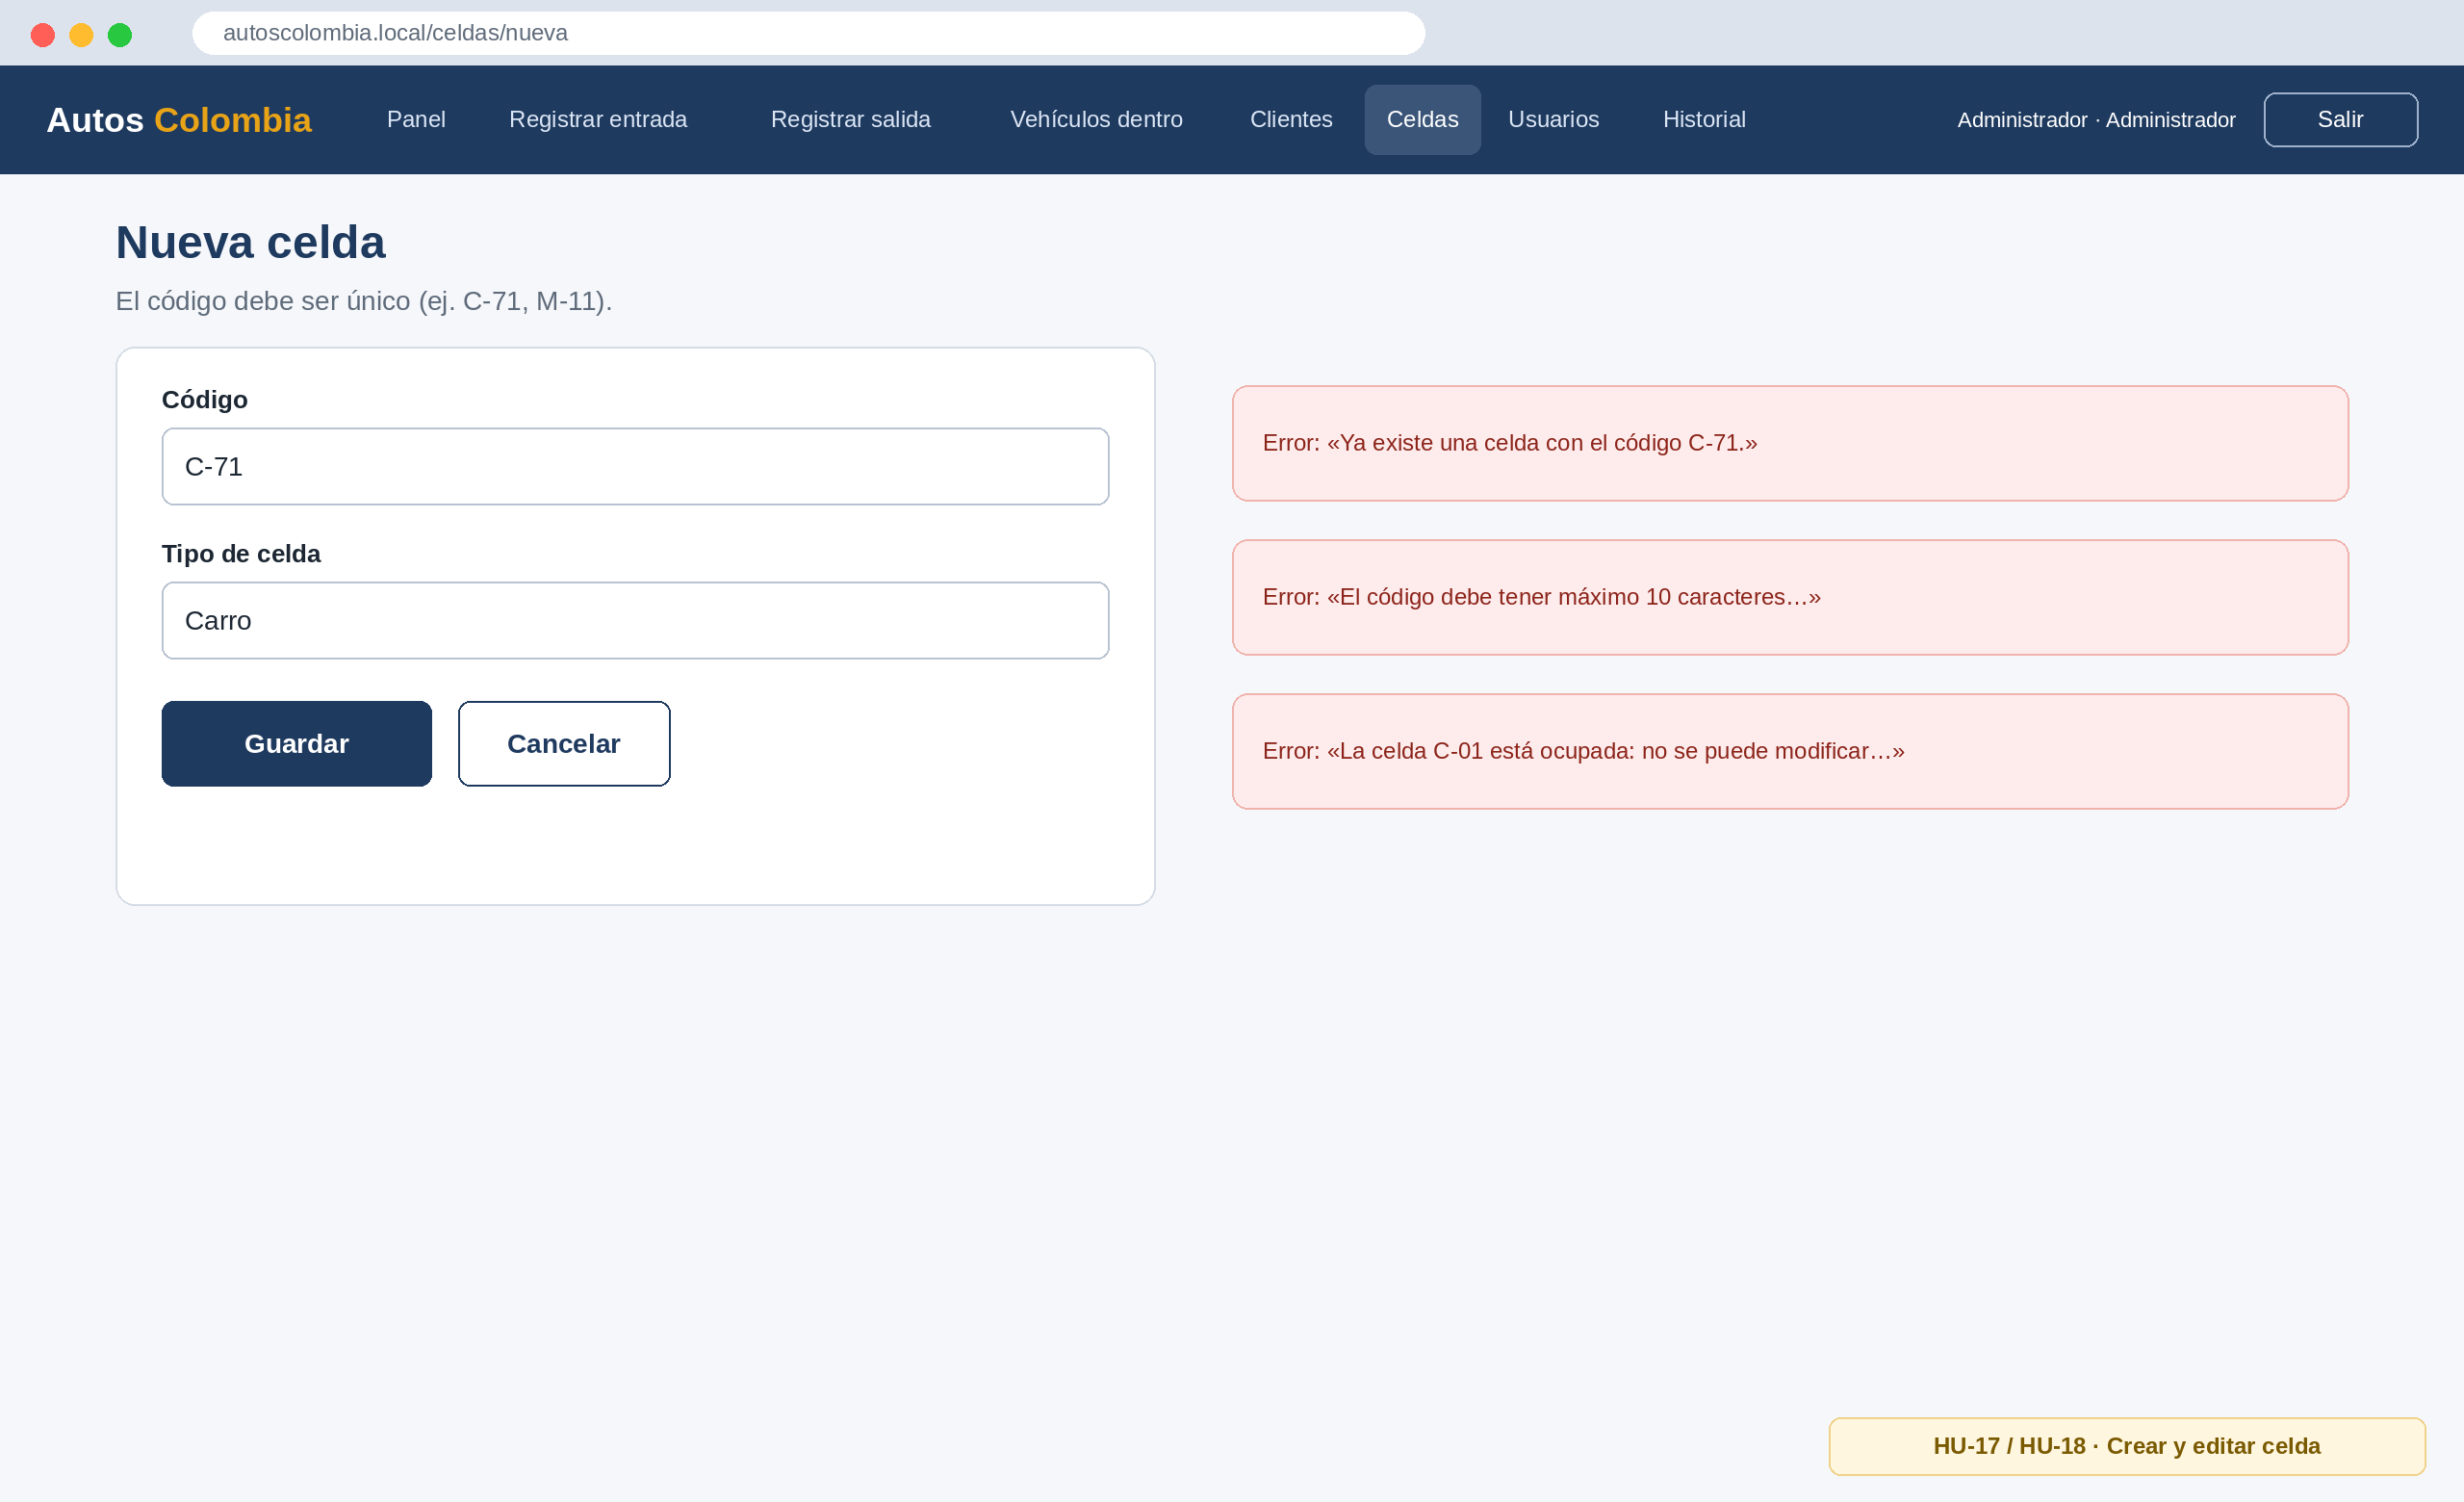 autoscolombia.local/celdas/nueva
Autos Colombia Panel Registrar entrada Registrar salida Vehículos dentro Clientes Celdas Usuarios Historial Administrador · Administrador Salir
Nueva celda
El código debe ser único (ej. C-71, M-11).
Código
C-71
Tipo de celda
Carro
Guardar Cancelar
Error: «Ya existe una celda con el código C-71.»
Error: «El código debe tener máximo 10 caracteres…»
Error: «La celda C-01 está ocupada: no se puede modificar…»
HU-17 / HU-18 · Crear y editar celda